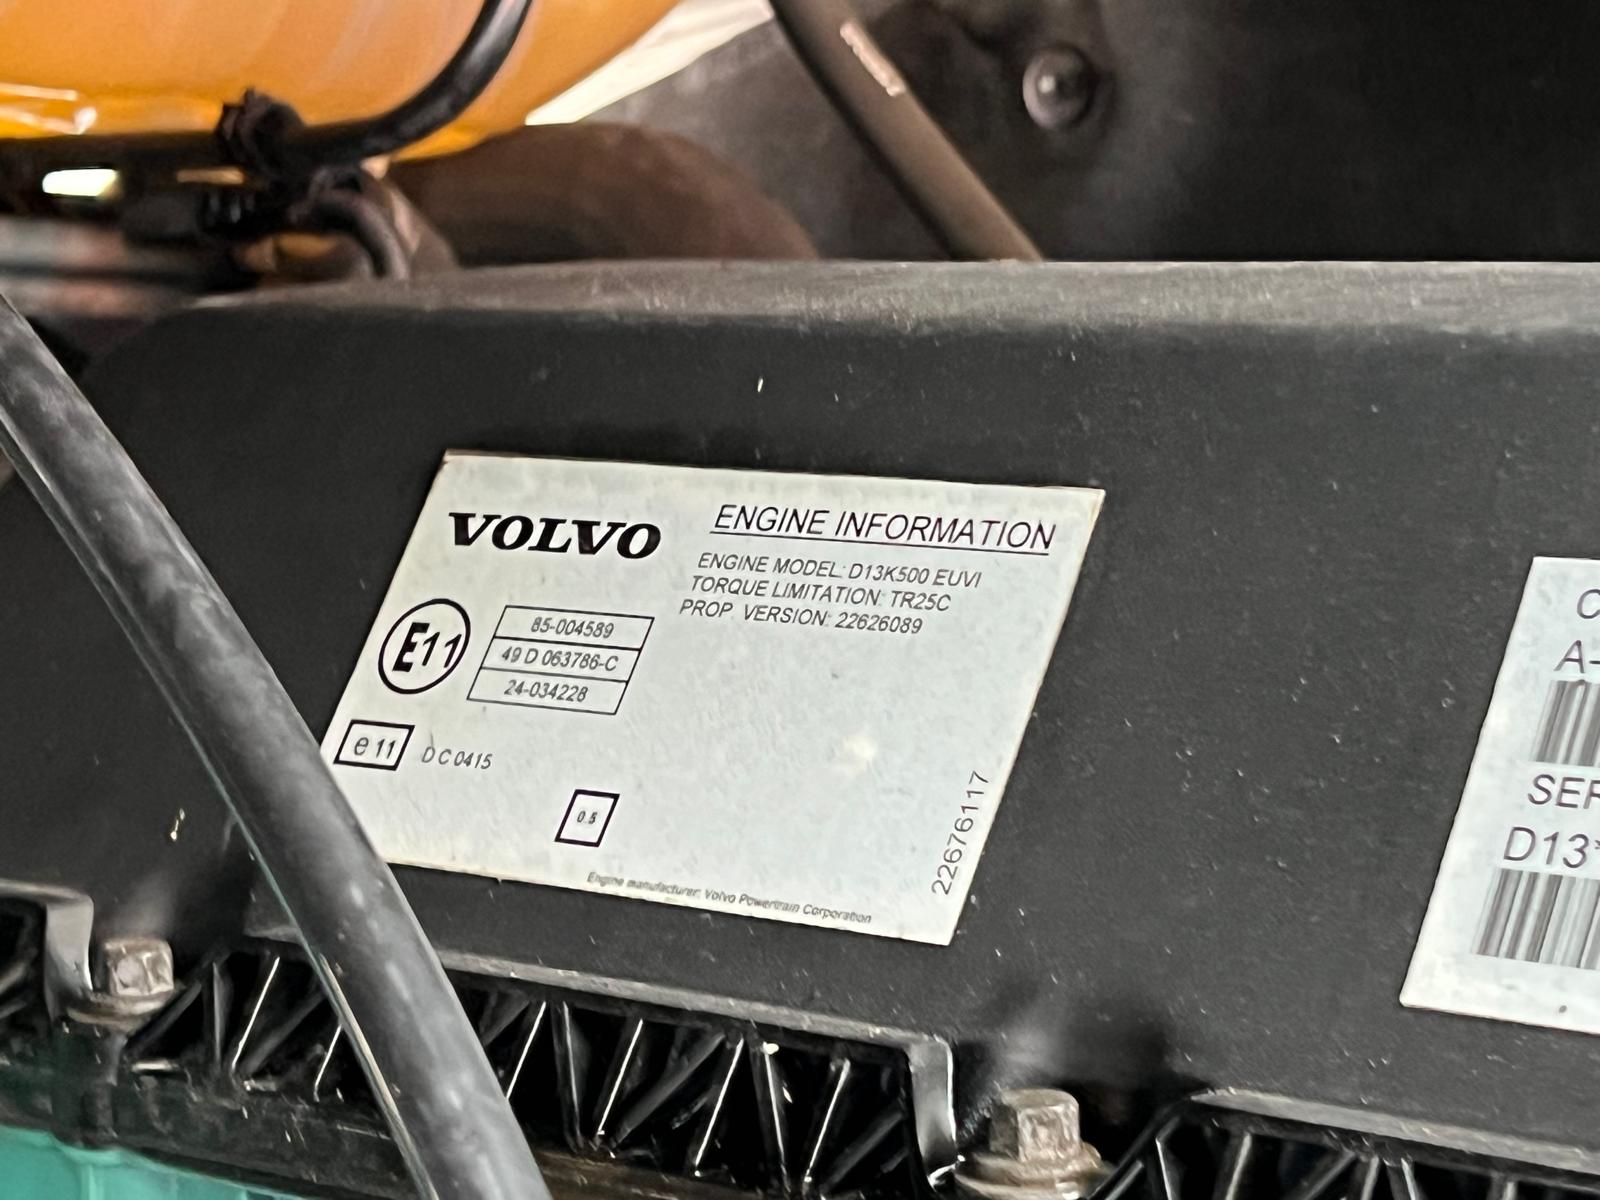 VOLVO
ENGINE INFORMATION
ENGINE MODEL: D13K500 EUVI
TORQUE LIMITATION: TR25C
PROP. VERSION: 22626089
E11
85-004589
49 D 063786-C
24-034228
e 11
D C 0415
0.5
22676117
Engine manufacturer: Volvo Powertrain Corporation
C
A-
SER
D13*